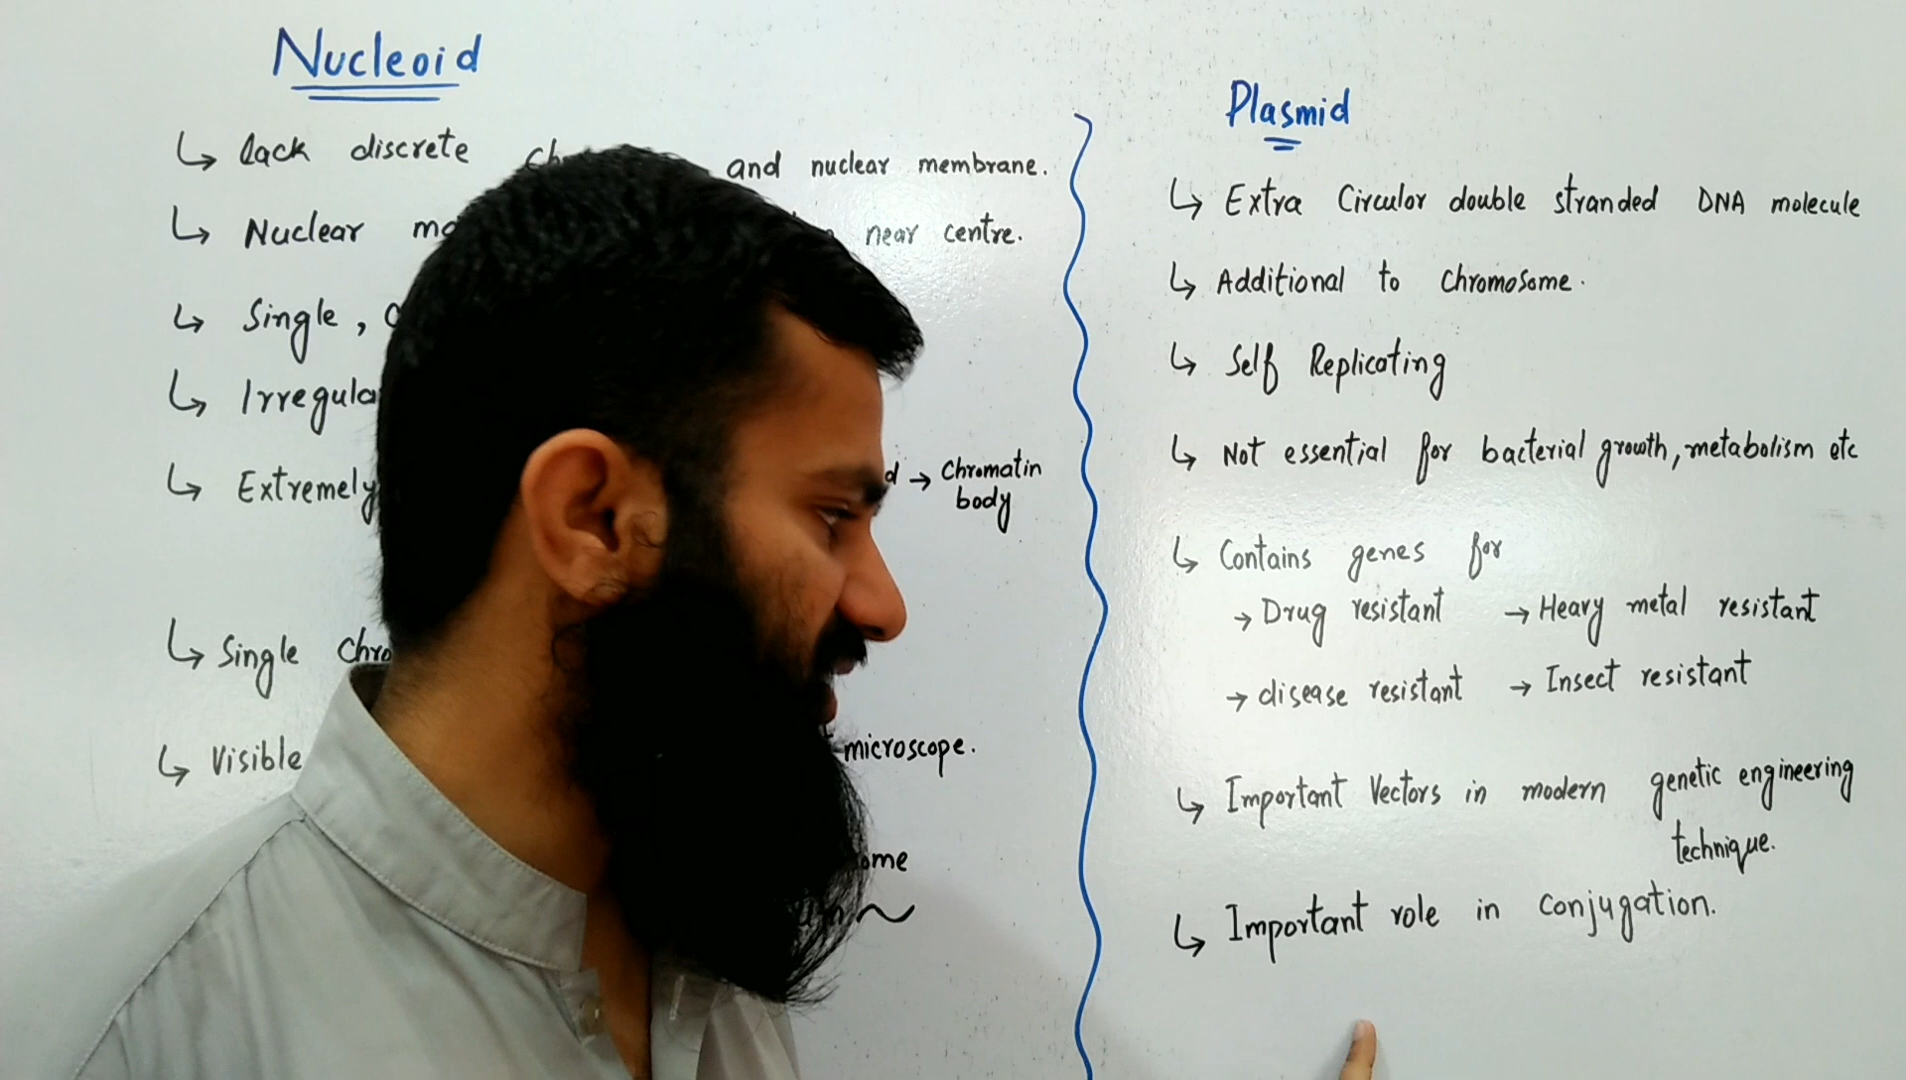 Nucleoid
↳ lack discrete and nuclear membrane.
↳ Nuclear near centre.
↳ Single,
↳
↳ Extremely → Chromatin
body
↳ Single
↳ Visible microscope.
Plasmid
↳ Extra Circular double stranded DNA molecule
↳ Additional to chromosome.
↳ Self Replicating
↳ Not essential for bacterial growth, metabolism etc
↳ Contains genes for
→ Drug resistant → Heavy metal resistant
→ disease resistant → Insect resistant
↳ Important Vectors in modern genetic engineering
technique.
↳ Important role in conjugation.